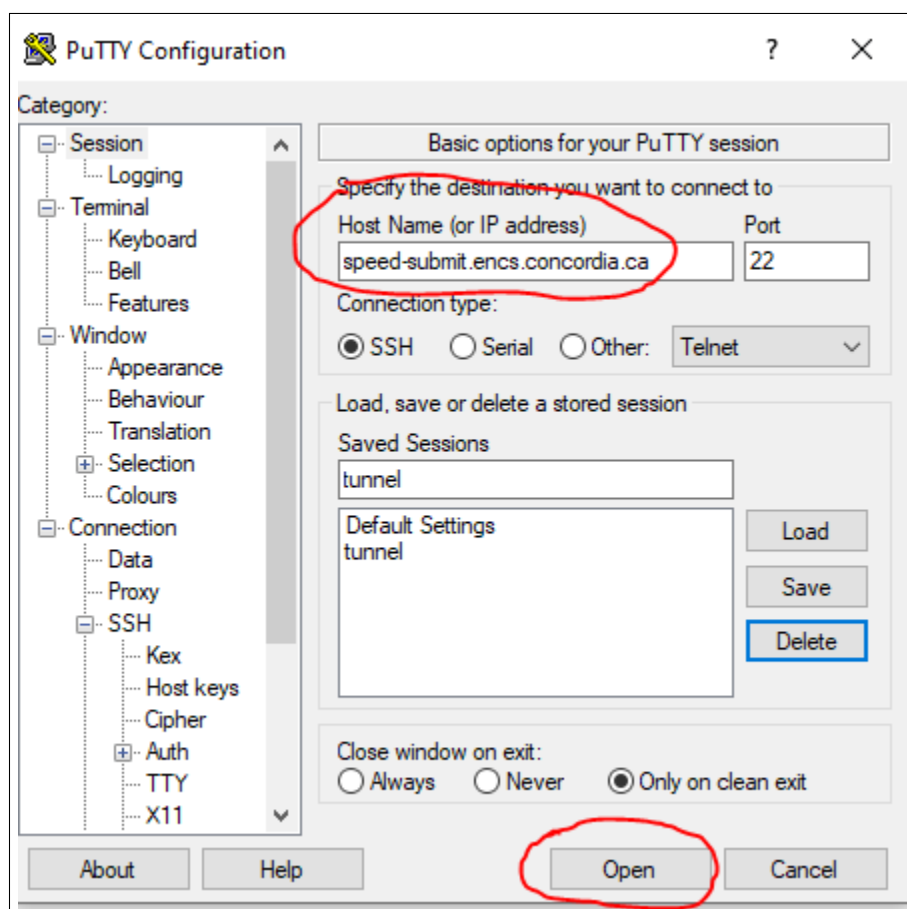 PuTTY Configuration
?
Category:
Session
Logging
Terminal
Keyboard
Bell
Features
Window
Appearance
Behaviour
Translation
Selection
Colours
Connection
Data
Proxy
SSH
Kex
Host keys
Cipher
Auth
TTY
X11
Basic options for your PuTTY session
Specify the destination you want to connect to
Host Name (or IP address) Port
speed-submit.encs.concordia.ca 22
Connection type:
SSH Serial Other: Telnet
Load, save or delete a stored session
Saved Sessions
tunnel
Default Settings
tunnel
Load
Save
Delete
Close window on exit:
Always Never Only on clean exit
About Help Open Cancel